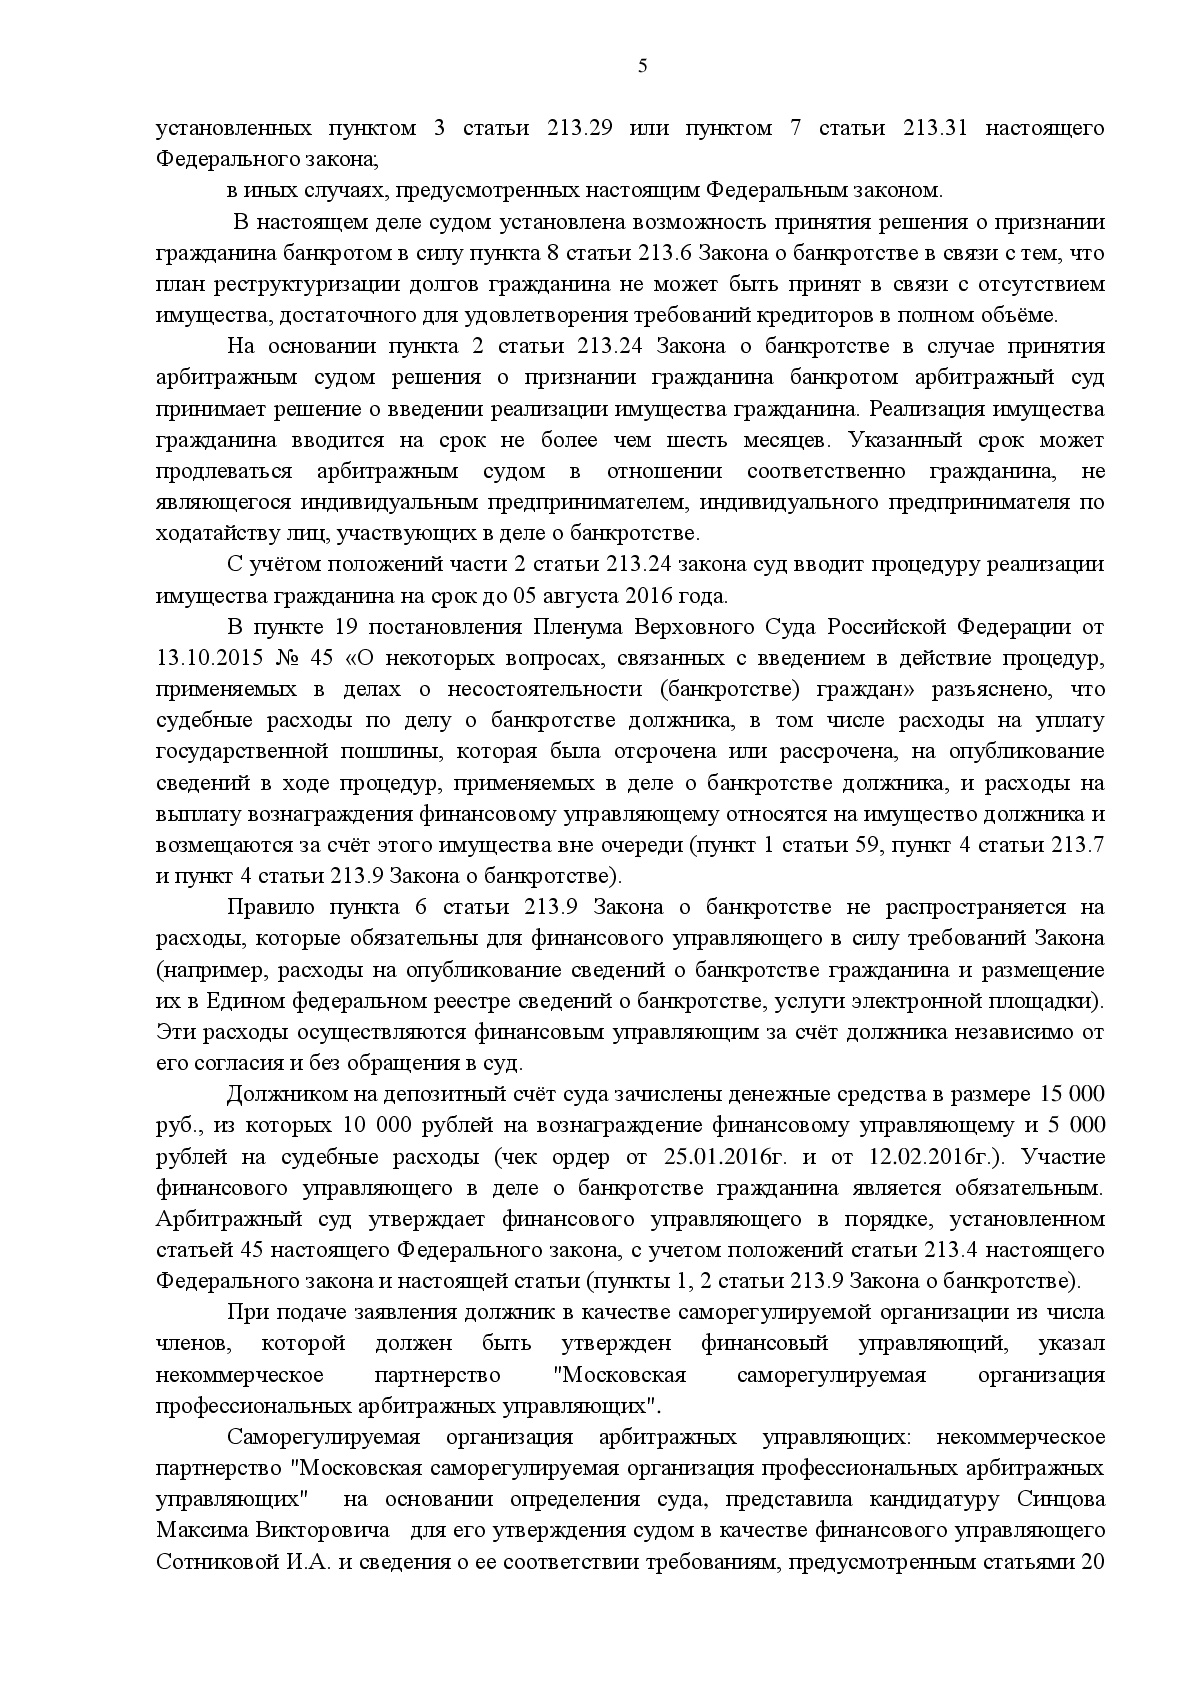 5
установленных пунктом 3 статьи 213.29 или пунктом 7 статьи 213.31 настоящего
Федерального закона;
в иных случаях, предусмотренных настоящим Федеральным законом.
В настоящем деле судом установлена возможность принятия решения о признании
гражданина банкротом в силу пункта 8 статьи 213.6 Закона о банкротстве в связи с тем, что
план реструктуризации долгов гражданина не может быть принят в связи с отсутствием
имущества, достаточного для удовлетворения требований кредиторов в полном объёме.
На основании пункта 2 статьи 213.24 Закона о банкротстве в случае принятия
арбитражным судом решения о признании гражданина банкротом арбитражный суд
принимает решение о введении реализации имущества гражданина. Реализация имущества
гражданина вводится на срок не более чем шесть месяцев. Указанный срок может
продлеваться арбитражным судом в отношении соответственно гражданина, не
являющегося индивидуальным предпринимателем, индивидуального предпринимателя по
ходатайству лиц, участвующих в деле о банкротстве.
С учётом положений части 2 статьи 213.24 закона суд вводит процедуру реализации
имущества гражданина на срок до 05 августа 2016 года.
В пункте 19 постановления Пленума Верховного Суда Российской Федерации от
13.10.2015 № 45 «О некоторых вопросах, связанных с введением в действие процедур,
применяемых в делах о несостоятельности (банкротстве) граждан» разъяснено, что
судебные расходы по делу о банкротстве должника, в том числе расходы на уплату
государственной пошлины, которая была отсрочена или рассрочена, на опубликование
сведений в ходе процедур, применяемых в деле о банкротстве должника, и расходы на
выплату вознаграждения финансовому управляющему относятся на имущество должника и
возмещаются за счёт этого имущества вне очереди (пункт 1 статьи 59, пункт 4 статьи 213.7
и пункт 4 статьи 213.9 Закона о банкротстве).
Правило пункта 6 статьи 213.9 Закона о банкротстве не распространяется на
расходы, которые обязательны для финансового управляющего в силу требований Закона
(например, расходы на опубликование сведений о банкротстве гражданина и размещение
их в Едином федеральном реестре сведений о банкротстве, услуги электронной площадки).
Эти расходы осуществляются финансовым управляющим за счёт должника независимо от
его согласия и без обращения в суд.
Должником на депозитный счёт суда зачислены денежные средства в размере 15 000
руб., из которых 10 000 рублей на вознаграждение финансовому управляющему и 5 000
рублей на судебные расходы (чек ордер от 25.01.2016г. и от 12.02.2016г.). Участие
финансового управляющего в деле о банкротстве гражданина является обязательным.
Арбитражный суд утверждает финансового управляющего в порядке, установленном
статьей 45 настоящего Федерального закона, с учетом положений статьи 213.4 настоящего
Федерального закона и настоящей статьи (пункты 1, 2 статьи 213.9 Закона о банкротстве).
При подаче заявления должник в качестве саморегулируемой организации из числа
членов, которой должен быть утвержден финансовый управляющий, указал
некоммерческое партнерство "Московская саморегулируемая организация
профессиональных арбитражных управляющих".
Саморегулируемая организация арбитражных управляющих: некоммерческое
партнерство "Московская саморегулируемая организация профессиональных арбитражных
управляющих" на основании определения суда, представила кандидатуру Синцова
Максима Викторовича для его утверждения судом в качестве финансового управляющего
Сотниковой И.А. и сведения о ее соответствии требованиям, предусмотренным статьями 20